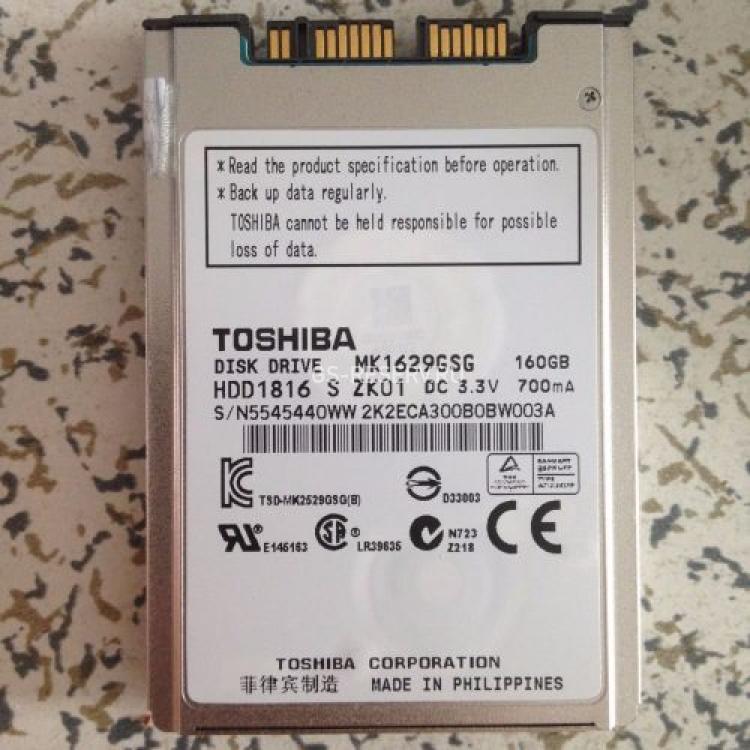 *Read the product specification before operation.
*Back up data regularly.
TOSHIBA cannot be held responsible for possible
loss of data.
TOSHIBA
DISK DRIVE MK1629GSG 160GB
HDD1816 S ZK01 DC 3.3V 700mA
S/N5545440WW 2K2ECA300B0BW003A
TSD-MK2529GSG(B) D33003
E145163 ® LR39635 N723
Z218
CE
TOSHIBA CORPORATION
菲律宾制造 MADE IN PHILIPPINES